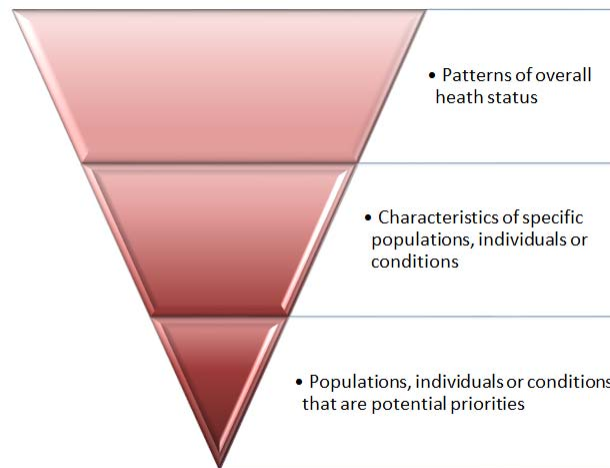 • Patterns of overall
heath status
• Characteristics of specific
populations, individuals or
conditions
• Populations, individuals or conditions
that are potential priorities